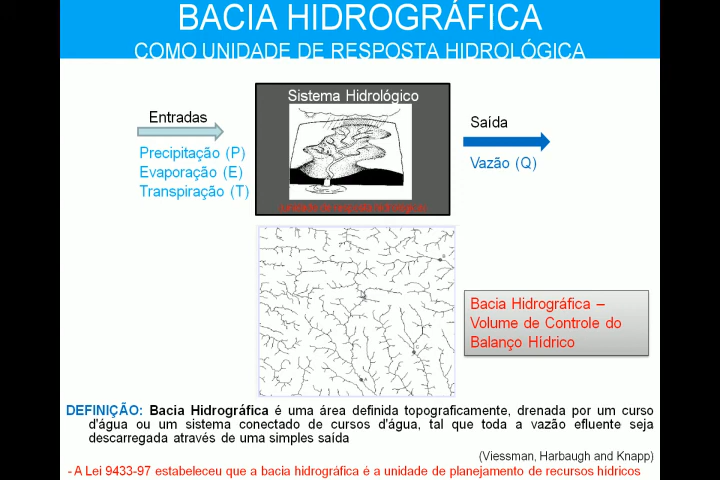 BACIA HIDROGRÁFICA
COMO UNIDADE DE RESPOSTA HIDROLÓGICA
Sistema Hidrológico
Entradas
Precipitação (P)
Evaporação (E)
Transpiração (T)
Saída
Vazão (Q)
Bacia Hidrográfica –
Volume de Controle do
Balanço Hídrico
DEFINIÇÃO: Bacia Hidrográfica é uma área definida topograficamente, drenada por um curso
d'água ou um sistema conectado de cursos d'água, tal que toda a vazão efluente seja
descarregada através de uma simples saída
(Viessman, Harbaugh and Knapp)
- A Lei 9433-97 estabeleceu que a bacia hidrográfica é a unidade de planejamento de recursos hídricos